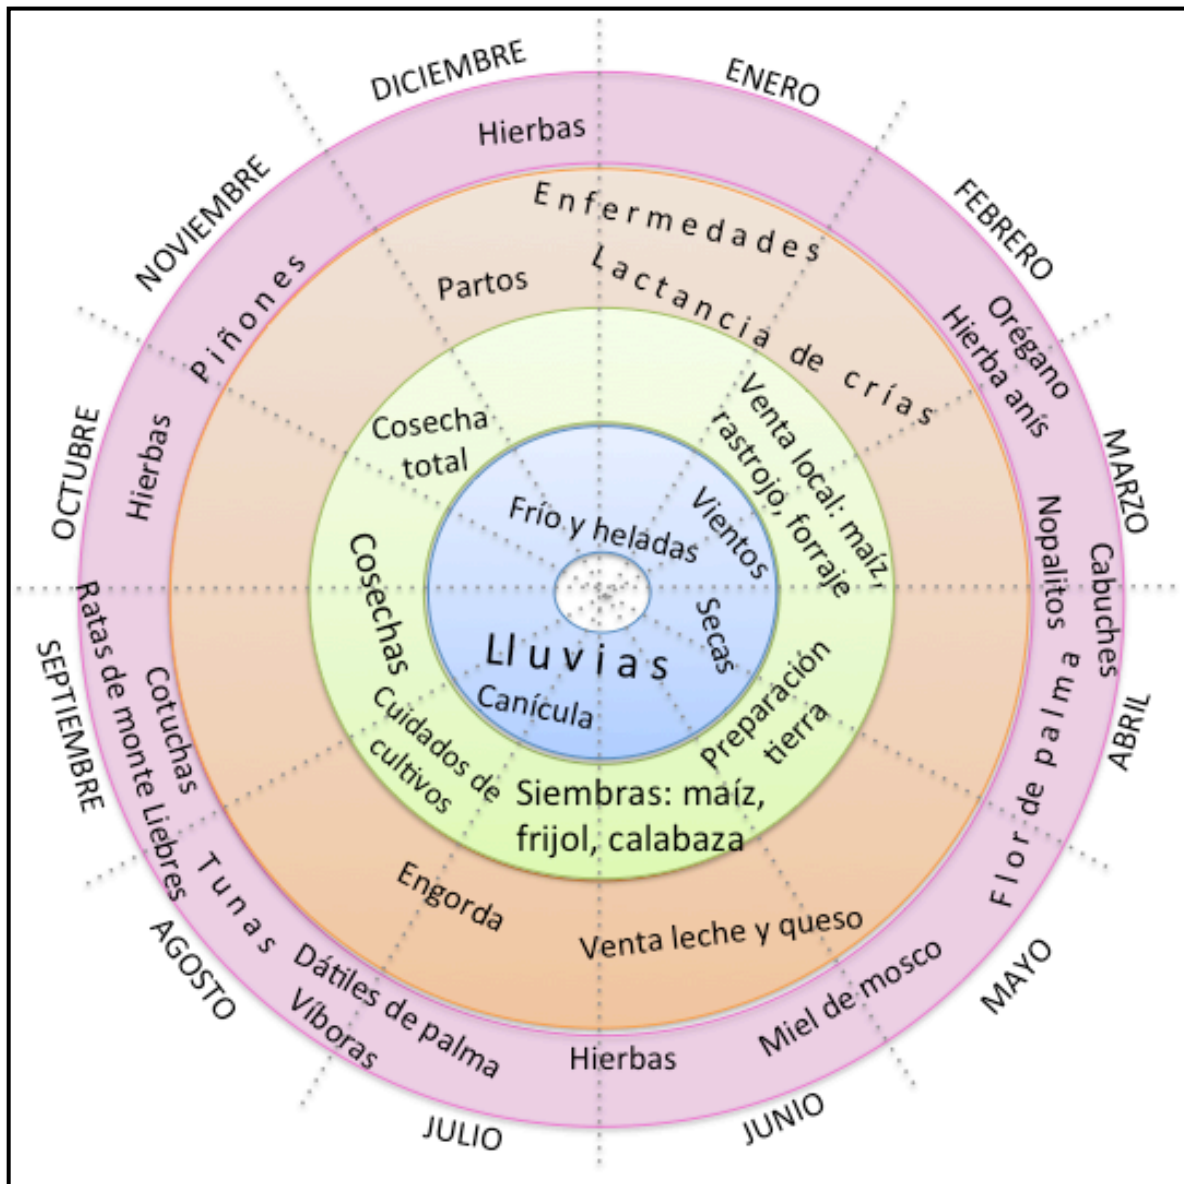 DICIEMBRE
ENERO
FEBRERO
MARZO
ABRIL
MAYO
JUNIO
JULIO
AGOSTO
SEPTIEMBRE
OCTUBRE
NOVIEMBRE
Hierbas
Orégano
Hierba anís
Nopalitos
Cabuches
Flor de palma
Miel de mosco
Hierbas
Dátiles de palma
Víboras
Tunas
Liebres
Cotuchas
Ratas de monte
Hierbas
Piñones
Enfermedades
Lactancia de crías
Partos
Venta leche y queso
Engorda
Venta local: maíz,
rastrojo, forraje
Preparación
tierra
Siembras: maíz,
frijol, calabaza
Cuidados de
cultivos
Cosechas
Cosecha
total
Frío y heladas
Vientos
Secas
Lluvias
Canícula